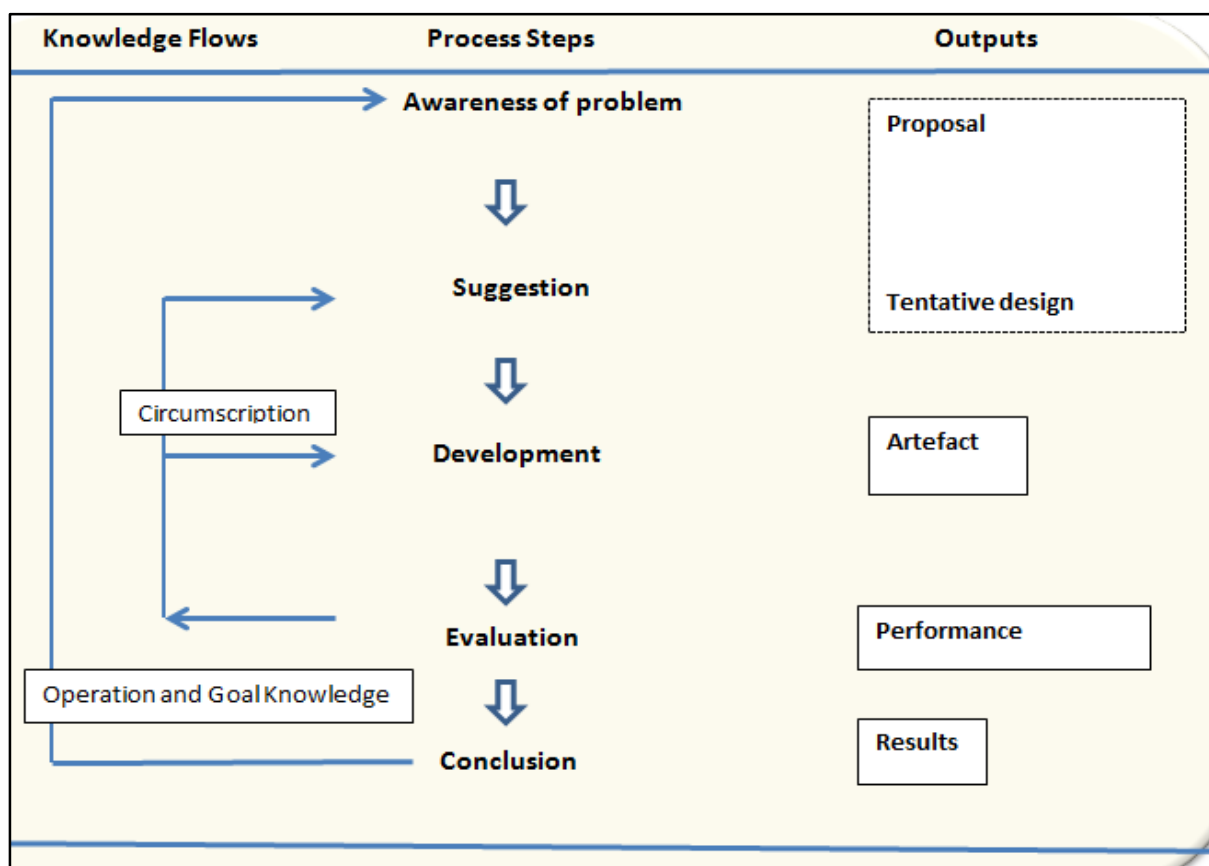 Knowledge Flows
Process Steps
Outputs
Awareness of problem
Proposal
Suggestion
Tentative design
Circumscription
Development
Artefact
Evaluation
Performance
Operation and Goal Knowledge
Conclusion
Results